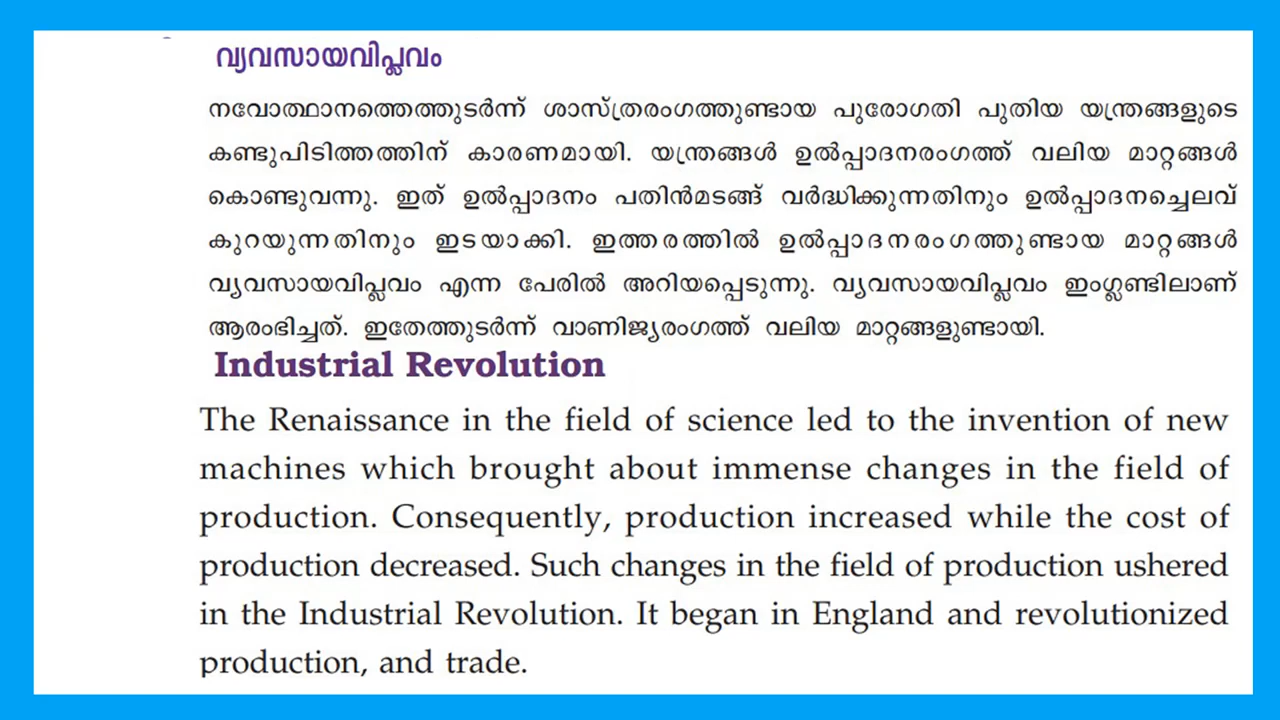 വ്യവസായവിപ്ലവം
നവോത്ഥാനത്തെത്തുടർന്ന് ശാസ്ത്രരംഗത്തുണ്ടായ പുരോഗതി പുതിയ യന്ത്രങ്ങളുടെ
കണ്ടുപിടിത്തത്തിന് കാരണമായി. യന്ത്രങ്ങൾ ഉൽപ്പാദനരംഗത്ത് വലിയ മാറ്റങ്ങൾ
കൊണ്ടുവന്നു. ഇത് ഉൽപ്പാദനം പതിൻമടങ്ങ് വർദ്ധിക്കുന്നതിനും ഉൽപ്പാദനച്ചെലവ്
കുറയുന്നതിനും ഇടയാക്കി. ഇത്തരത്തിൽ ഉൽപ്പാദനരംഗത്തുണ്ടായ മാറ്റങ്ങൾ
വ്യവസായവിപ്ലവം എന്ന പേരിൽ അറിയപ്പെടുന്നു. വ്യവസായവിപ്ലവം ഇംഗ്ലണ്ടിലാണ്
ആരംഭിച്ചത്. ഇതേത്തുടർന്ന് വാണിജ്യരംഗത്ത് വലിയ മാറ്റങ്ങളുണ്ടായി.
Industrial Revolution
The Renaissance in the field of science led to the invention of new
machines which brought about immense changes in the field of
production. Consequently, production increased while the cost of
production decreased. Such changes in the field of production ushered
in the Industrial Revolution. It began in England and revolutionized
production, and trade.